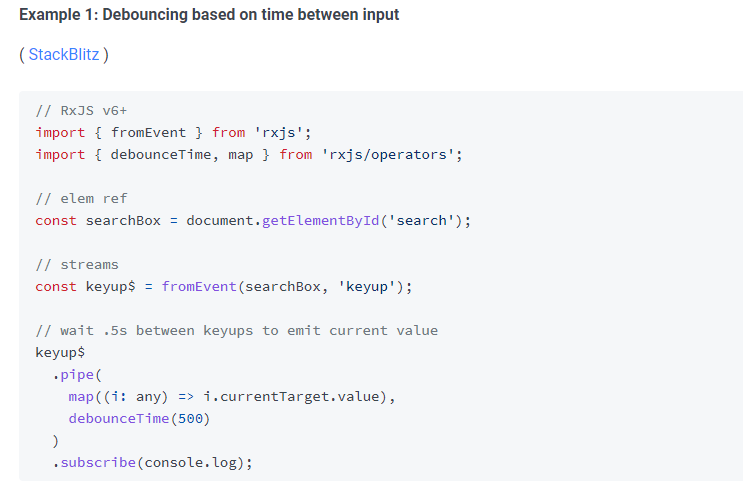 Example 1: Debouncing based on time between input
( StackBlitz )
// RxJS v6+
import { fromEvent } from 'rxjs';
import { debounceTime, map } from 'rxjs/operators';
// elem ref
const searchBox = document.getElementById('search');
// streams
const keyup$ = fromEvent(searchBox, 'keyup');
// wait .5s between keyups to emit current value
keyup$
  .pipe(
    map((i: any) => i.currentTarget.value),
    debounceTime(500)
  )
  .subscribe(console.log);